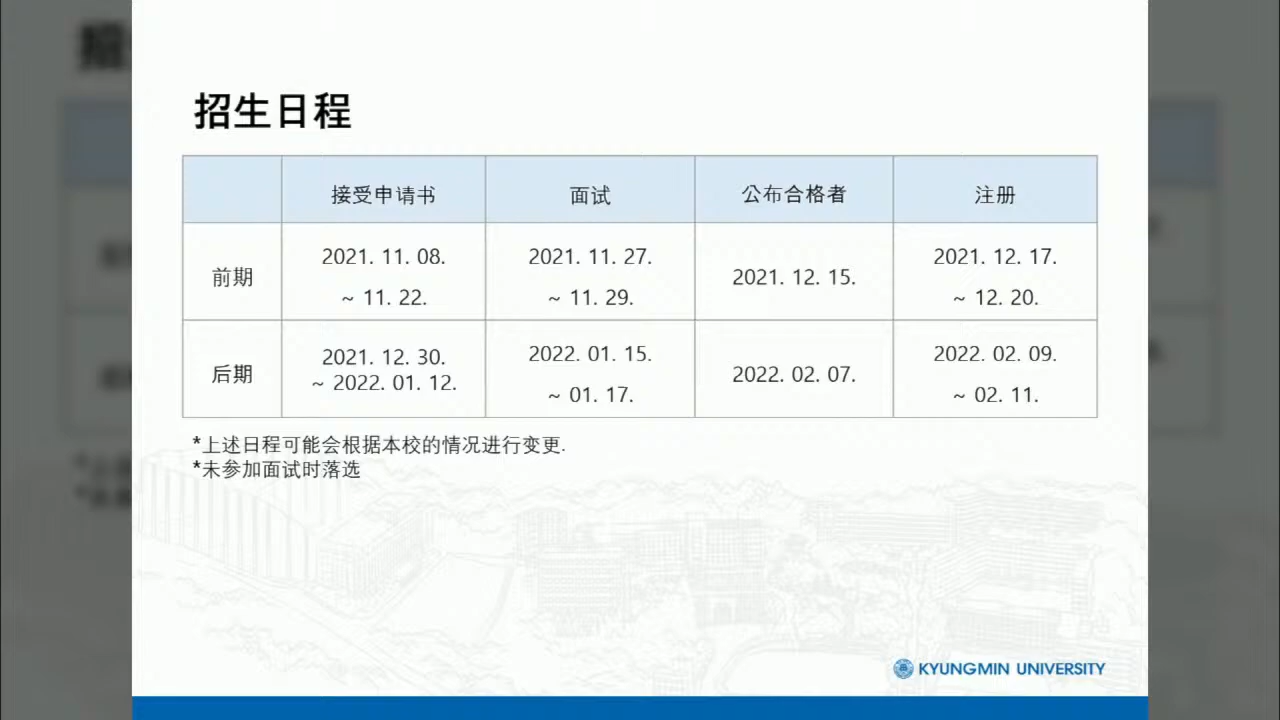 招生日程
接受申请书 面试 公布合格者 注册
前期 2021. 11. 08. ~ 11. 22. 2021. 11. 27. ~ 11. 29. 2021. 12. 15. 2021. 12. 17. ~ 12. 20.
后期 2021. 12. 30. ~ 2022. 01. 12. 2022. 01. 15. ~ 01. 17. 2022. 02. 07. 2022. 02. 09. ~ 02. 11.
*上述日程可能会根据本校的情况进行变更.
*未参加面试时落选
KYUNGMIN UNIVERSITY